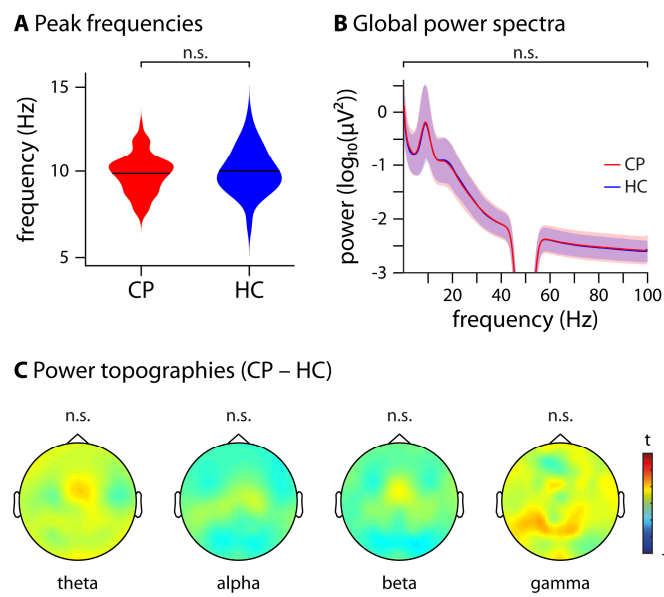 A Peak frequencies
n.s.
15
10
5
frequency (Hz)
CP
HC
B Global power spectra
n.s.
0
-1
-2
-3
power (log10(µV²))
CP
HC
20 40 60 80 100
frequency (Hz)
C Power topographies (CP – HC)
n.s. n.s. n.s. n.s.
t
theta alpha beta gamma